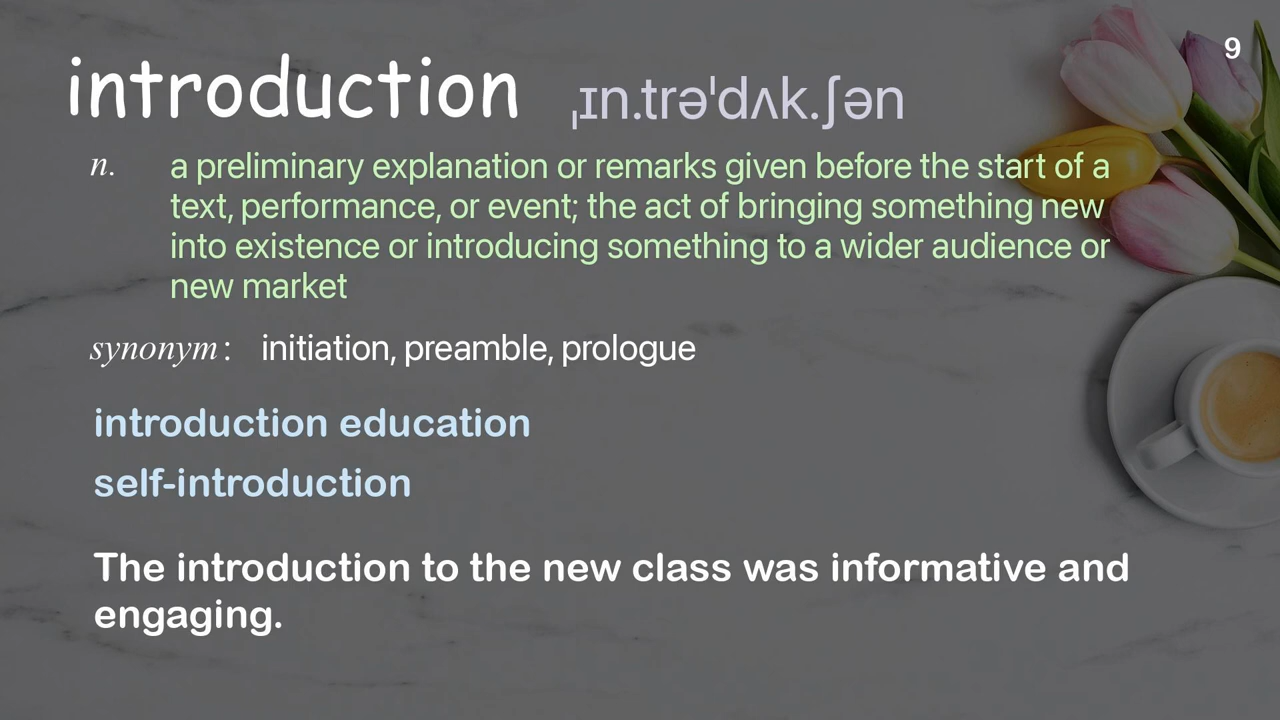 9
introduction ˌɪn.trəˈdʌk.ʃən
n. a preliminary explanation or remarks given before the start of a
text, performance, or event; the act of bringing something new
into existence or introducing something to a wider audience or
new market
synonym: initiation, preamble, prologue
introduction education
self-introduction
The introduction to the new class was informative and
engaging.